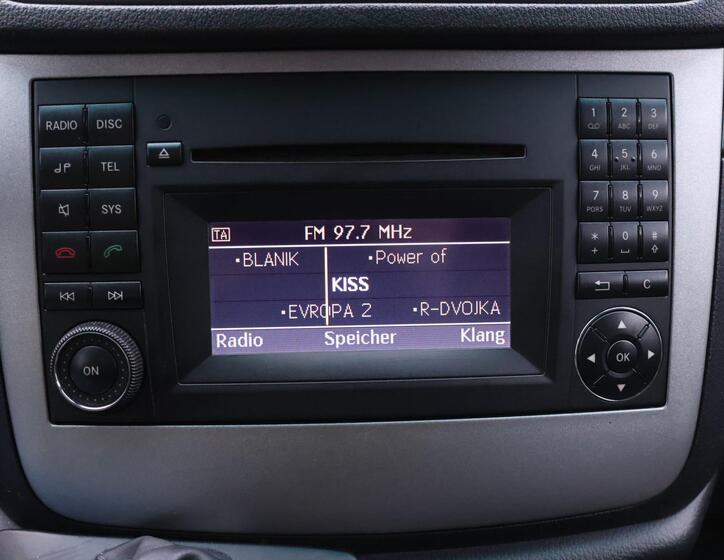 RADIO DISC
TEL
SYS
ON
TA FM 97.7 MHz
•BLANIK •Power of
KISS
•EVROPA 2 •R-DVOJKA
Radio Speicher Klang
1 2 ABC 3 DEF
4 GHI 5 JKL 6 MNO
7 PQRS 8 TUV 9 WXYZ
* + 0 #
C
OK